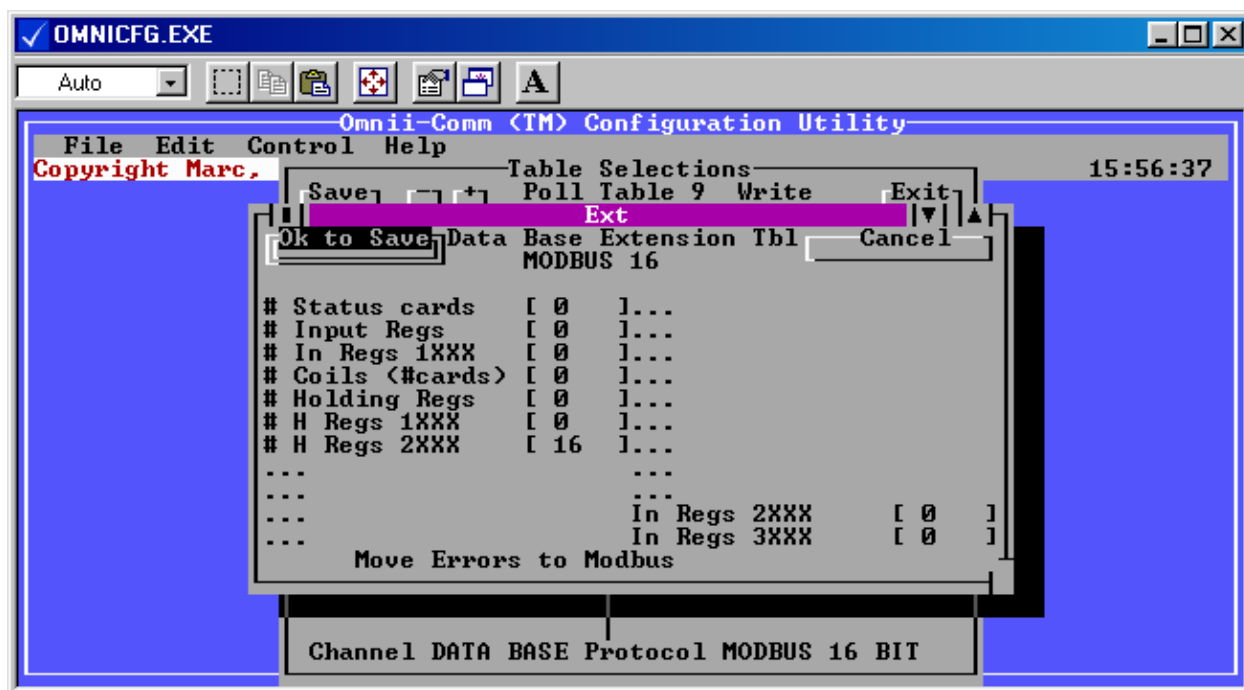 OMNICFG.EXE
Auto
A
Omnii-Comm (TM) Configuration Utility
File Edit Control Help
Copyright Marc, Table Selections 15:56:37
Save - + Poll Table 9 Write Exit
Ext
Ok to Save Data Base Extension Tbl Cancel
MODBUS 16
# Status cards [ 0 ]...
# Input Regs [ 0 ]...
# In Regs 1XXX [ 0 ]...
# Coils (#cards) [ 0 ]...
# Holding Regs [ 0 ]...
# H Regs 1XXX [ 0 ]...
# H Regs 2XXX [ 16 ]...
... ...
... ...
... In Regs 2XXX [ 0 ]
... In Regs 3XXX [ 0 ]
Move Errors to Modbus
Channel DATA BASE Protocol MODBUS 16 BIT